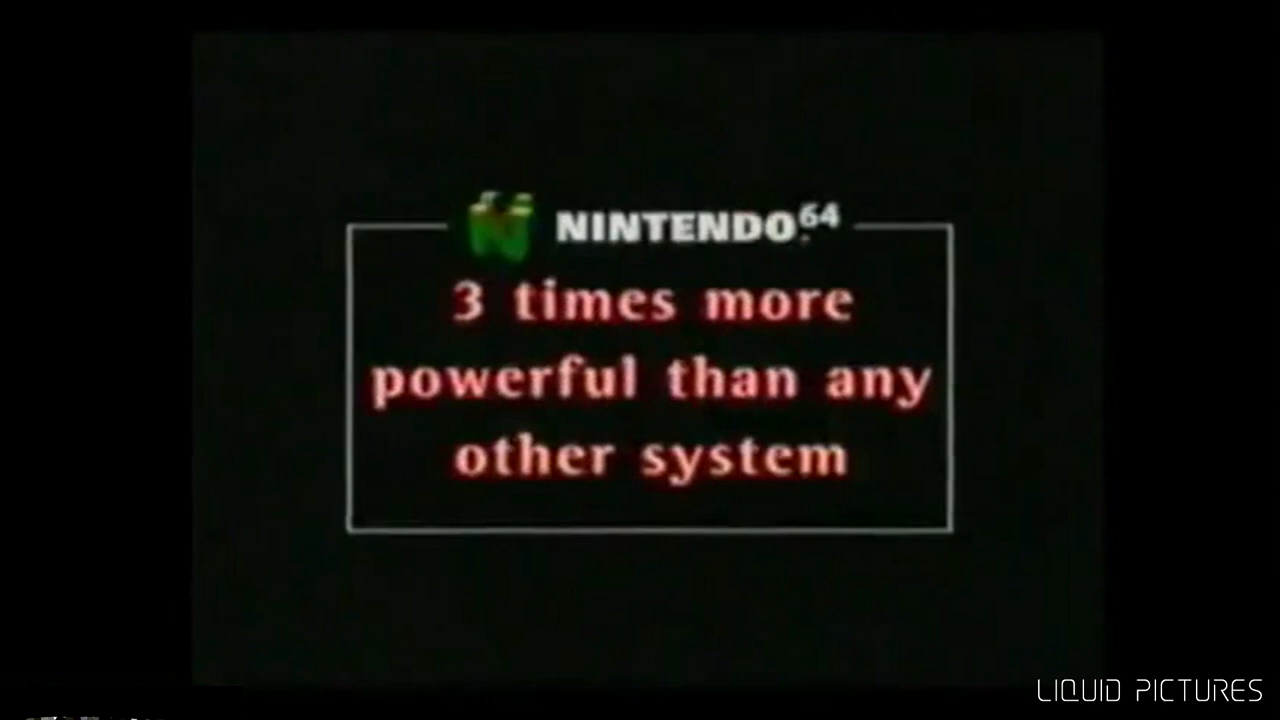 NINTENDO64
3 times more
powerful than any
other system
LIQUID PICTURES